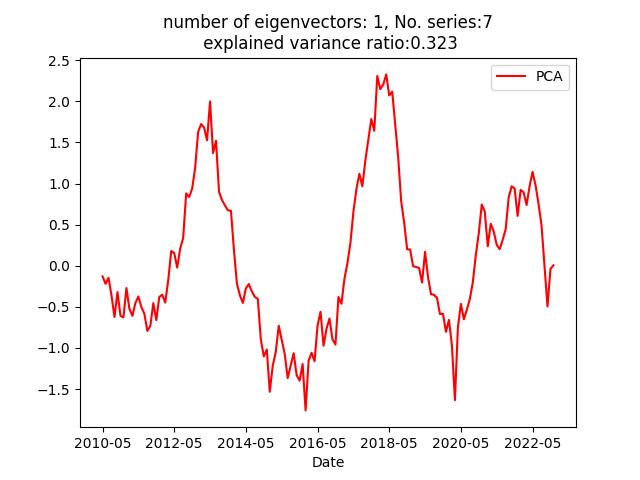 number of eigenvectors: 1, No. series:7
explained variance ratio:0.323
PCA
2.5
2.0
1.5
1.0
0.5
0.0
−0.5
−1.0
−1.5
2010-05 2012-05 2014-05 2016-05 2018-05 2020-05 2022-05
Date